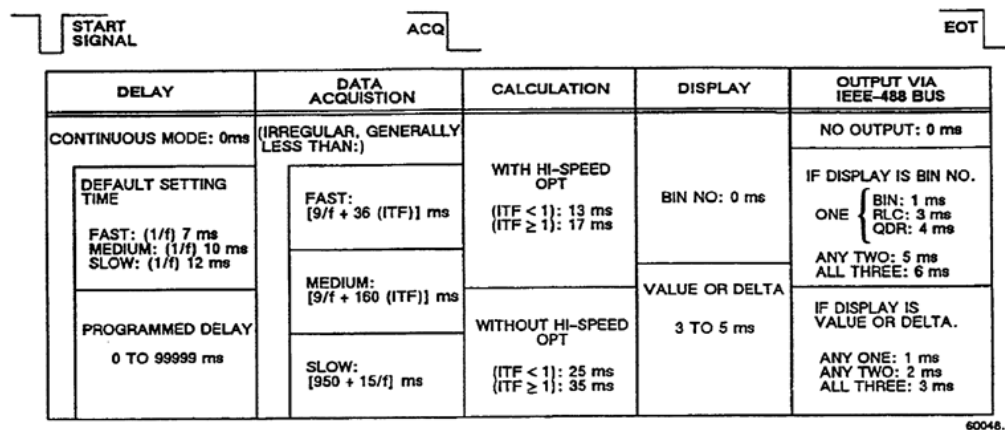 START
SIGNAL
ACQ
EOT
DELAY
DATA
ACQUISTION
CALCULATION
DISPLAY
OUTPUT VIA
IEEE-488 BUS
CONTINUOUS MODE: 0ms
DEFAULT SETTING
TIME
FAST: (1/f) 7 ms
MEDIUM: (1/f) 10 ms
SLOW: (1/f) 12 ms
PROGRAMMED DELAY
0 TO 99999 ms
(IRREGULAR, GENERALLY
LESS THAN:)
FAST:
[9/f + 36 (ITF)] ms
MEDIUM:
[9/f + 160 (ITF)] ms
SLOW:
[950 + 15/f] ms
WITH HI-SPEED
OPT
(ITF < 1): 13 ms
(ITF ≥ 1): 17 ms
WITHOUT HI-SPEED
OPT
(ITF < 1): 25 ms
(ITF ≥ 1): 35 ms
BIN NO: 0 ms
VALUE OR DELTA
3 TO 5 ms
NO OUTPUT: 0 ms
IF DISPLAY IS BIN NO.
ONE { BIN: 1 ms
RLC: 3 ms
QDR: 4 ms
ANY TWO: 5 ms
ALL THREE: 6 ms
IF DISPLAY IS
VALUE OR DELTA.
ANY ONE: 1 ms
ANY TWO: 2 ms
ALL THREE: 3 ms
60048.